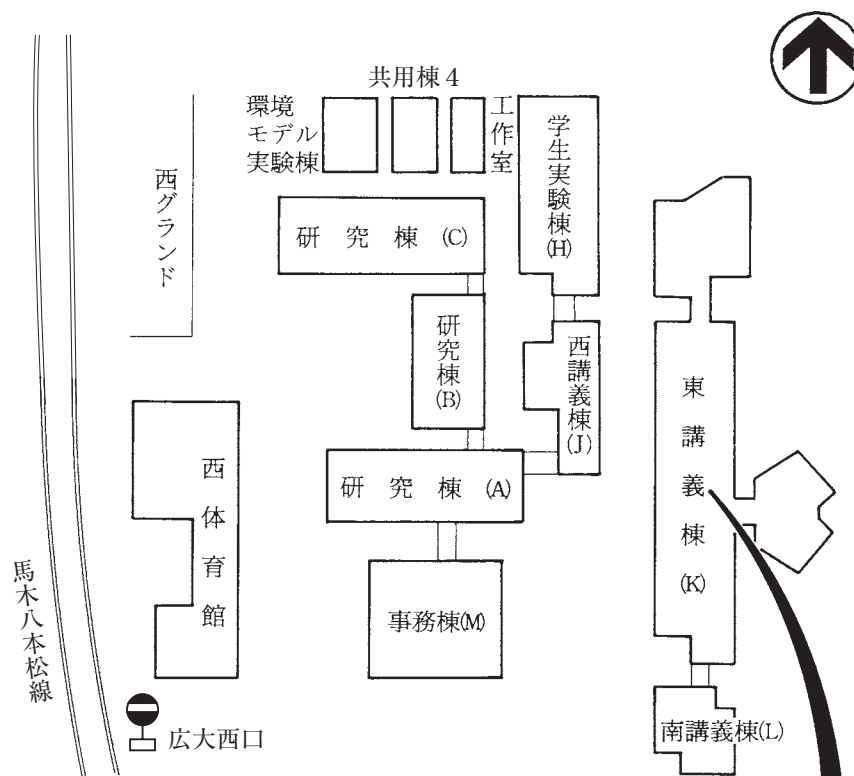 共用棟4
環境
モデル
実験棟
工作室
学生実験棟(H)
西グランド
研究棟(C)
研究棟(B)
西講義棟(J)
東講義棟(K)
研究棟(A)
西体育館
事務棟(M)
馬木八本松線
広大西口
南講義棟(L)